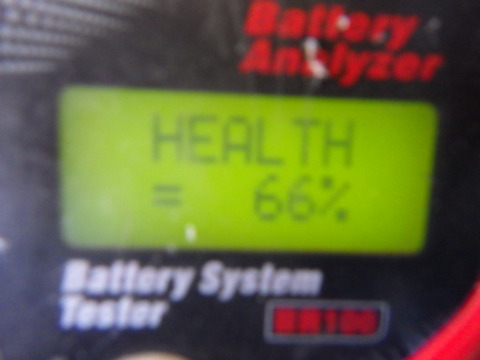 Battery
Analyzer
HEALTH
= 66%
Battery System
Tester